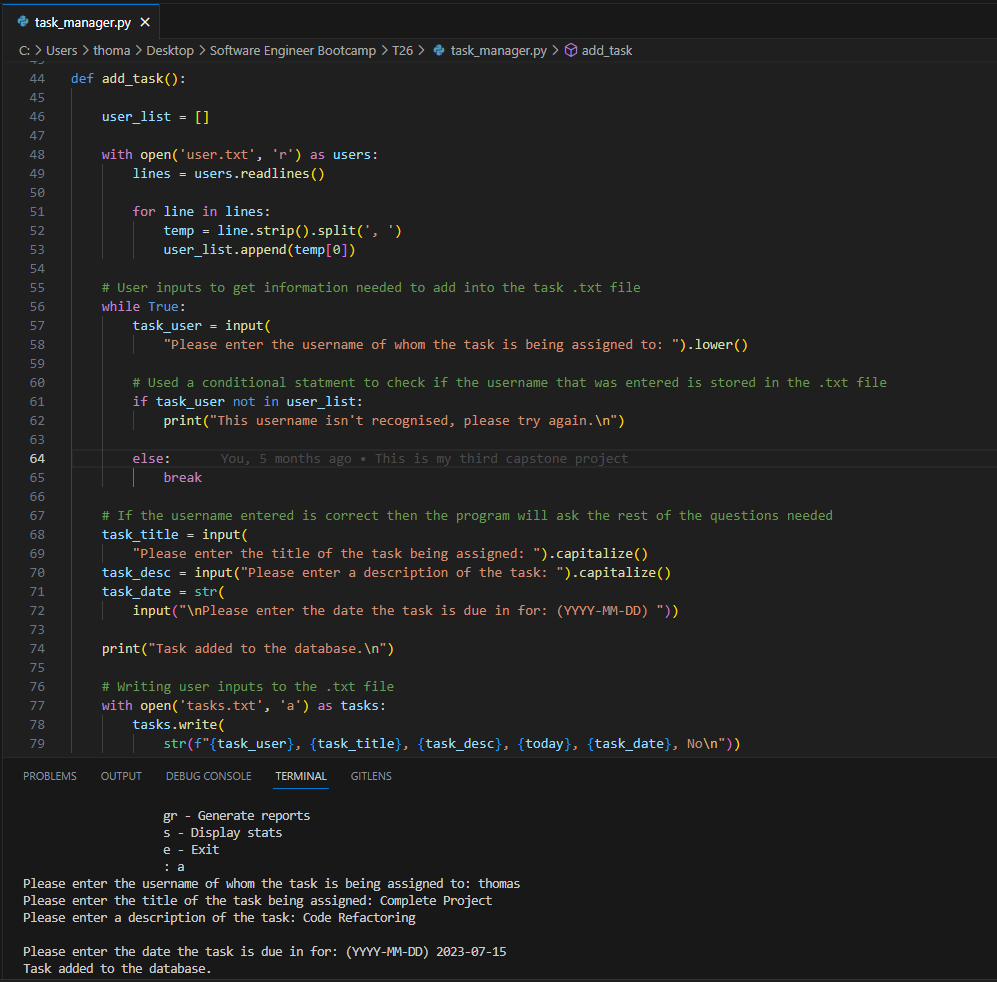 task_manager.py
C: > Users > thoma > Desktop > Software Engineer Bootcamp > T26 > task_manager.py > add_task
44 def add_task():
45
46     user_list = []
47
48     with open('user.txt', 'r') as users:
49         lines = users.readlines()
50
51         for line in lines:
52             temp = line.strip().split(', ')
53             user_list.append(temp[0])
54
55     # User inputs to get information needed to add into the task .txt file
56     while True:
57         task_user = input(
58             "Please enter the username of whom the task is being assigned to: ").lower()
59
60         # Used a conditional statment to check if the username that was entered is stored in the .txt file
61         if task_user not in user_list:
62             print("This username isn't recognised, please try again.\n")
63
64         else: You, 5 months ago • This is my third capstone project
65             break
66
67     # If the username entered is correct then the program will ask the rest of the questions needed
68     task_title = input(
69         "Please enter the title of the task being assigned: ").capitalize()
70     task_desc = input("Please enter a description of the task: ").capitalize()
71     task_date = str(
72         input("\nPlease enter the date the task is due in for: (YYYY-MM-DD) "))
73
74     print("Task added to the database.\n")
75
76     # Writing user inputs to the .txt file
77     with open('tasks.txt', 'a') as tasks:
78         tasks.write(
79             str(f"{task_user}, {task_title}, {task_desc}, {today}, {task_date}, No\n"))
PROBLEMS OUTPUT DEBUG CONSOLE TERMINAL GITLENS
gr - Generate reports
s - Display stats
e - Exit
: a
Please enter the username of whom the task is being assigned to: thomas
Please enter the title of the task being assigned: Complete Project
Please enter a description of the task: Code Refactoring

Please enter the date the task is due in for: (YYYY-MM-DD) 2023-07-15
Task added to the database.